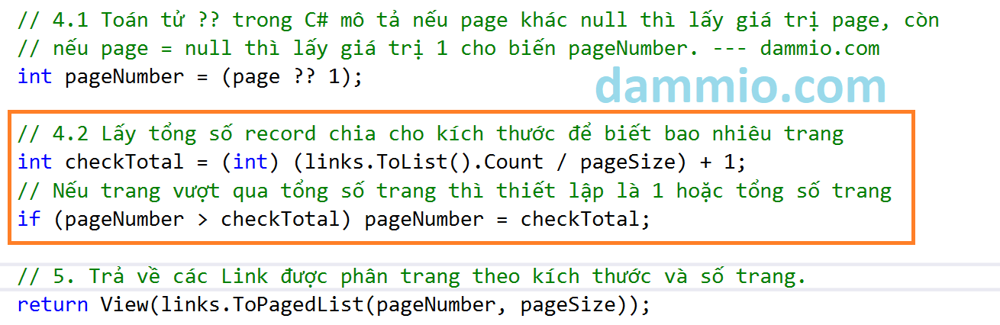 // 4.1 Toán tử ?? trong C# mô tả nếu page khác null thì lấy giá trị page, còn
// nếu page = null thì lấy giá trị 1 cho biến pageNumber. --- dammio.com
int pageNumber = (page ?? 1);
dammio.com
// 4.2 Lấy tổng số record chia cho kích thước để biết bao nhiêu trang
int checkTotal = (int) (links.ToList().Count / pageSize) + 1;
// Nếu trang vượt qua tổng số trang thì thiết lập là 1 hoặc tổng số trang
if (pageNumber > checkTotal) pageNumber = checkTotal;
// 5. Trả về các Link được phân trang theo kích thước và số trang.
return View(links.ToPagedList(pageNumber, pageSize));